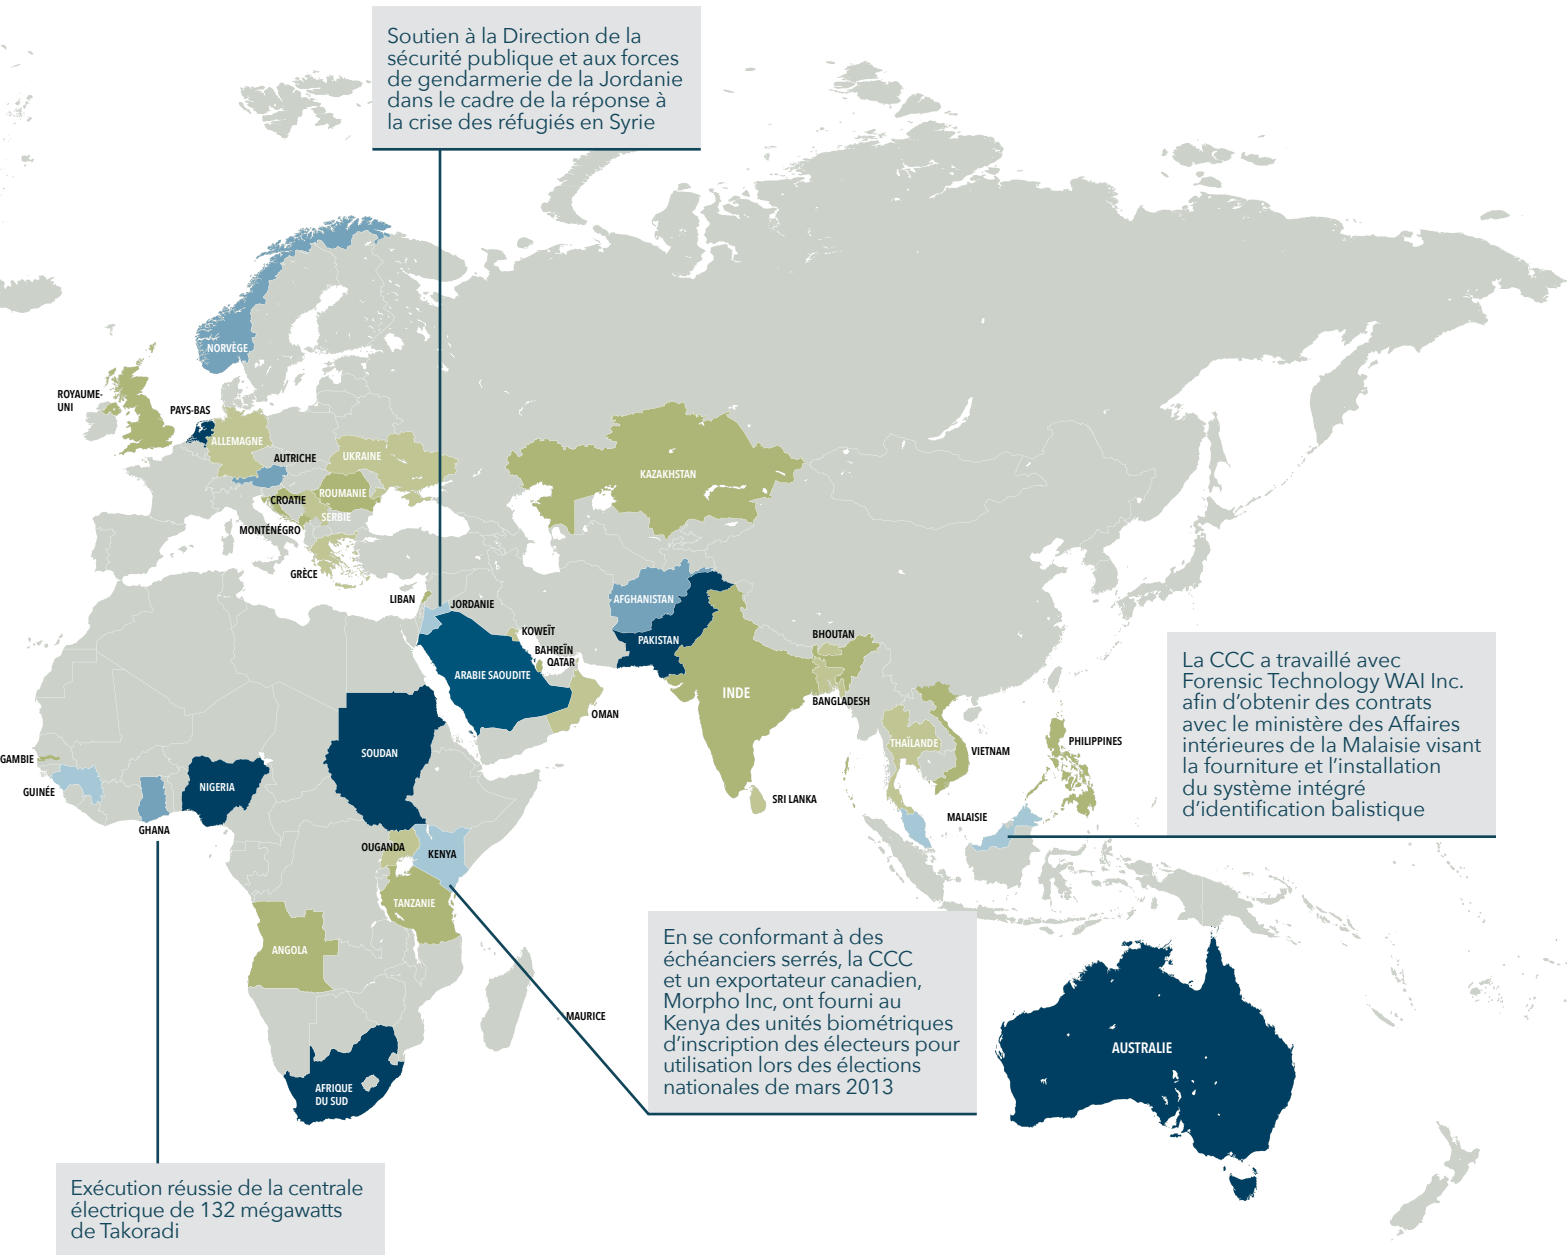 Soutien à la Direction de la
sécurité publique et aux forces
de gendarmerie de la Jordanie
dans le cadre de la réponse à
la crise des réfugiés en Syrie
NORVÈGE
ROYAUME-
UNI
PAYS-BAS
ALLEMAGNE
AUTRICHE
UKRAINE
KAZAKHSTAN
CROATIE
ROUMANIE
SERBIE
MONTÉNÉGRO
GRÈCE
LIBAN
JORDANIE
AFGHANISTAN
KOWEÏT
PAKISTAN
BHOUTAN
BAHREÏN
QATAR
ARABIE SAOUDITE
INDE
BANGLADESH
OMAN
La CCC a travaillé avec
Forensic Technology WAI Inc.
afin d’obtenir des contrats
avec le ministère des Affaires
intérieures de la Malaisie visant
la fourniture et l’installation
du système intégré
d’identification balistique
THAÏLANDE
VIETNAM
PHILIPPINES
SOUDAN
GAMBIE
GUINÉE
NIGERIA
GHANA
SRI LANKA
MALAISIE
OUGANDA
KENYA
TANZANIE
ANGOLA
MAURICE
En se conformant à des
échéanciers serrés, la CCC
et un exportateur canadien,
Morpho Inc, ont fourni au
Kenya des unités biométriques
d’inscription des électeurs pour
utilisation lors des élections
nationales de mars 2013
AUSTRALIE
AFRIQUE
DU SUD
Exécution réussie de la centrale
électrique de 132 mégawatts
de Takoradi